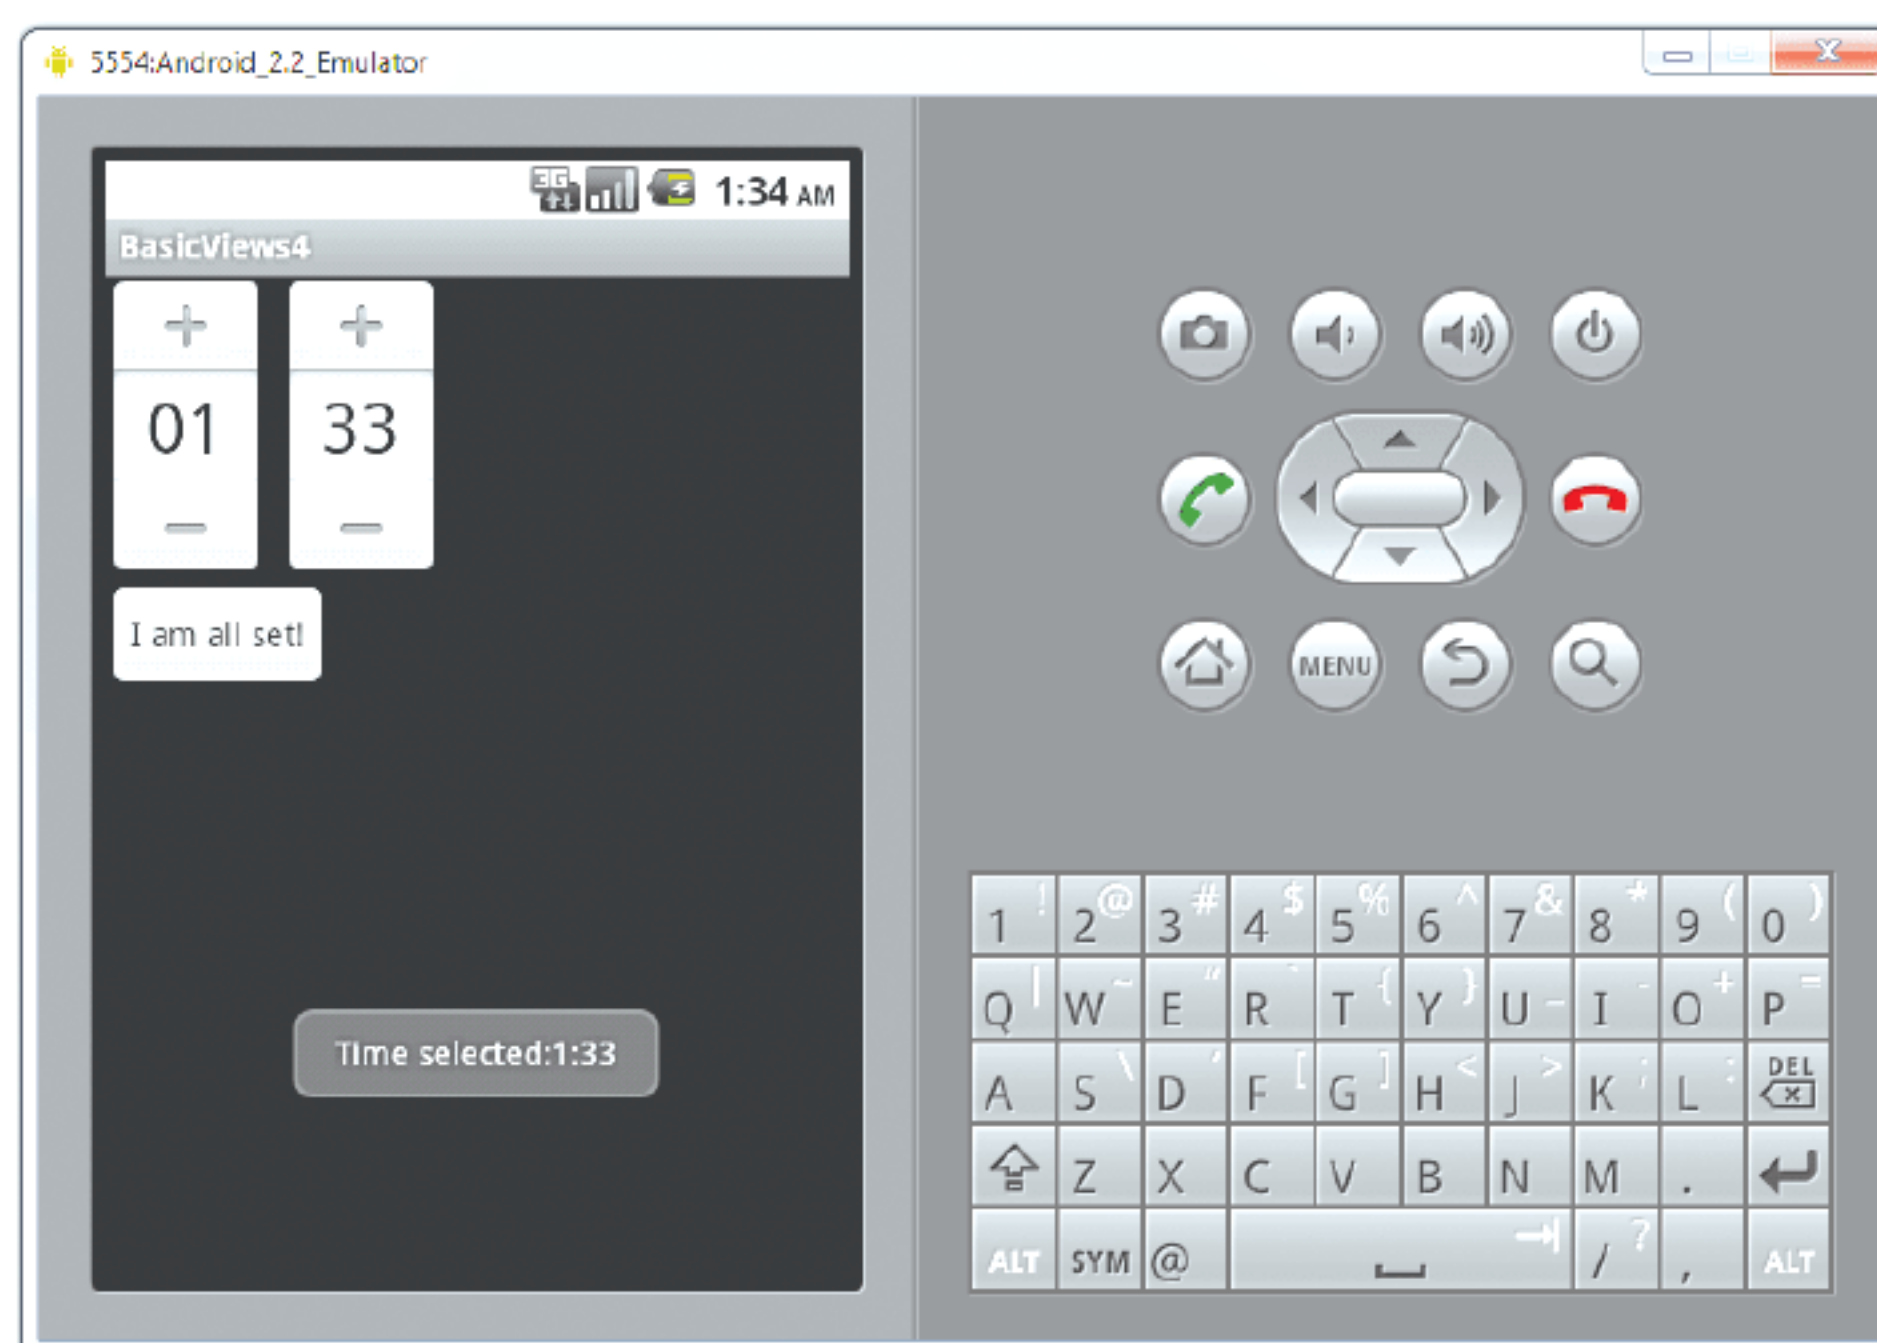 5554:Android_2.2_Emulator
3G 1:34 AM
BasicViews4
+ +
01 33
− −
I am all set!
Time selected:1:33
MENU
1 ! 2 @ 3 # 4 $ 5 % 6 ^ 7 & 8 * 9 ( 0 )
Q | W ~ E " R ` T { Y } U _ I - O + P =
A S \ D ' F [ G ] H < J > K ; L : DEL
Z X C V B N M .
ALT SYM @ / ? , ALT